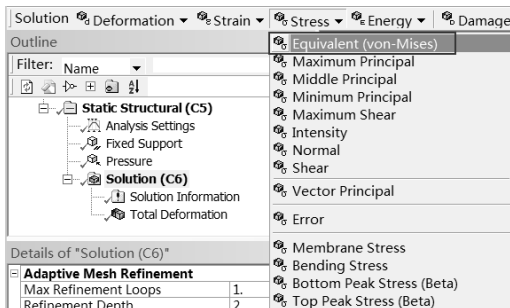 Solution Deformation Strain Stress Energy Damage
Outline
Filter: Name
Static Structural (C5)
Analysis Settings
Fixed Support
Pressure
Solution (C6)
Solution Information
Total Deformation
Details of "Solution (C6)"
Adaptive Mesh Refinement
Max Refinement Loops 1.
Refinement Depth 2
Equivalent (von-Mises)
Maximum Principal
Middle Principal
Minimum Principal
Maximum Shear
Intensity
Normal
Shear
Vector Principal
Error
Membrane Stress
Bending Stress
Bottom Peak Stress (Beta)
Top Peak Stress (Beta)